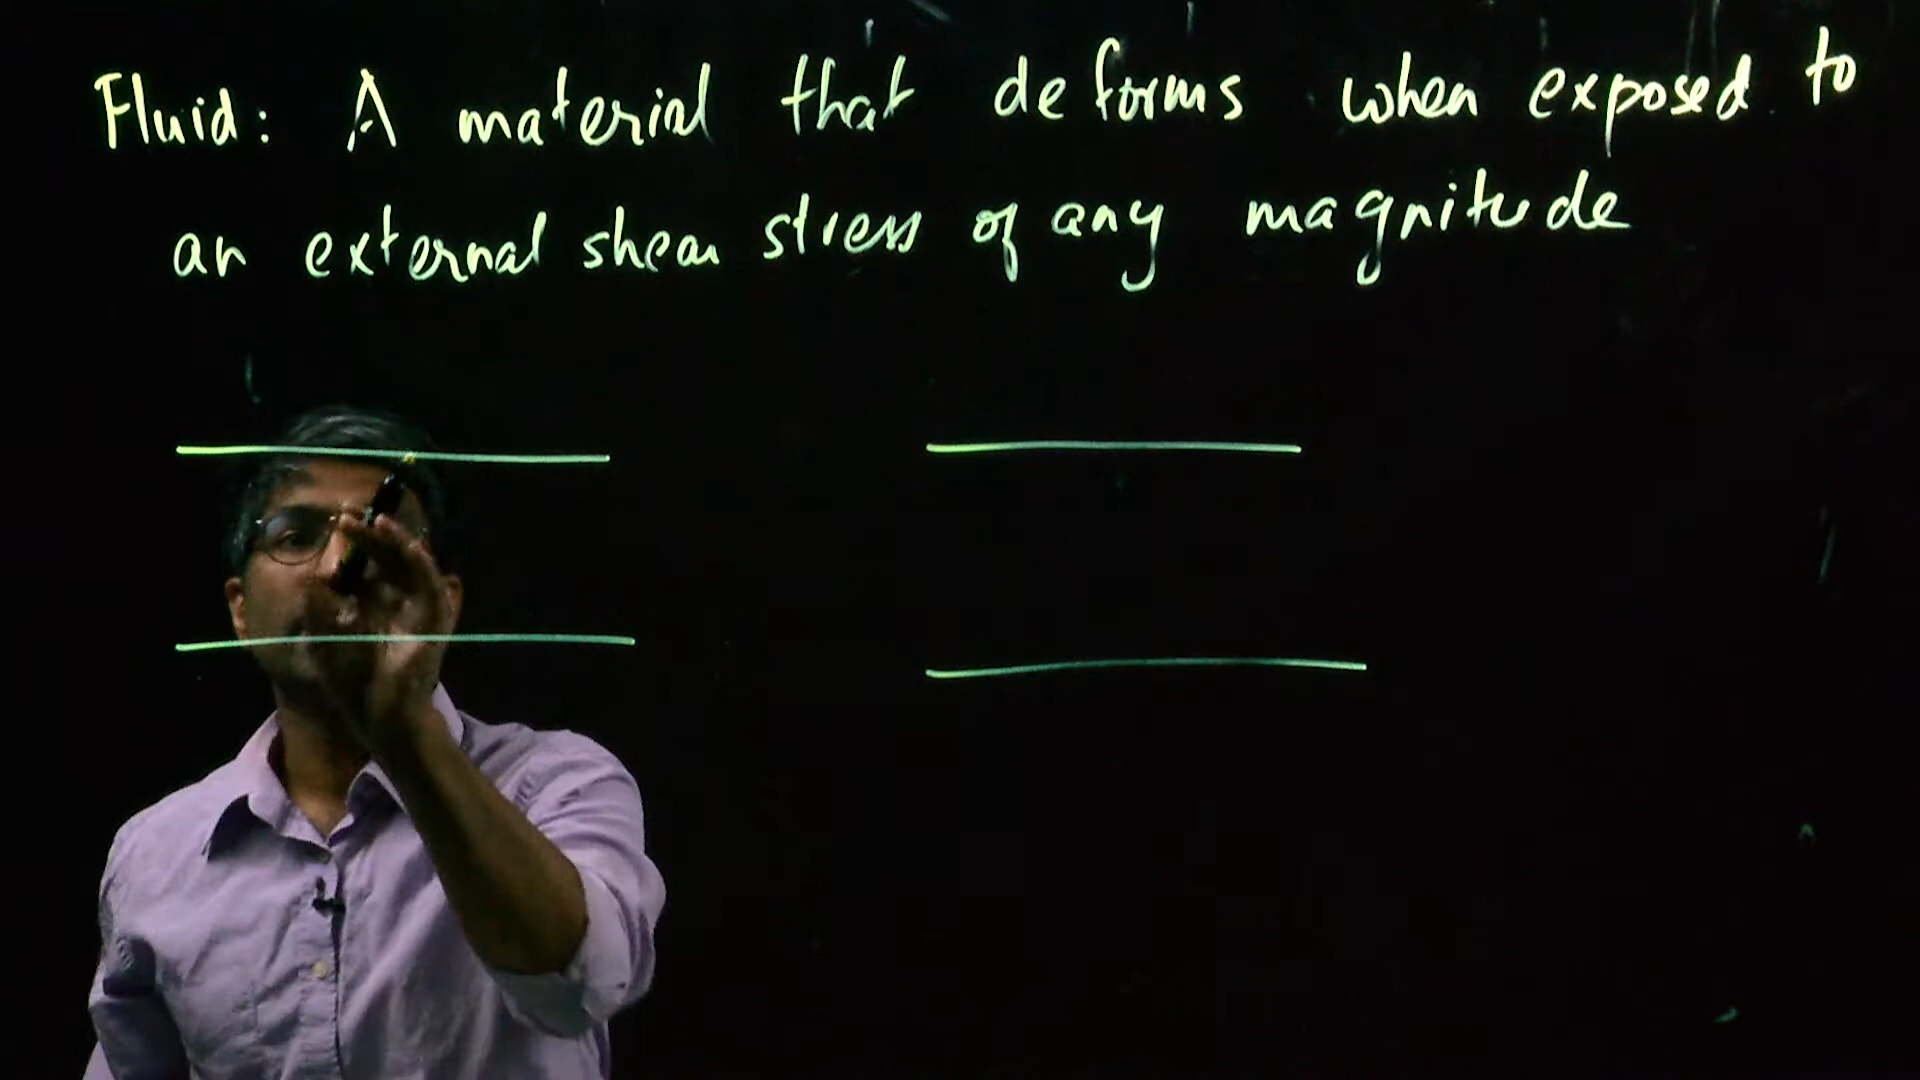 Fluid: A material that deforms when exposed to
an external shear stress of any magnitude